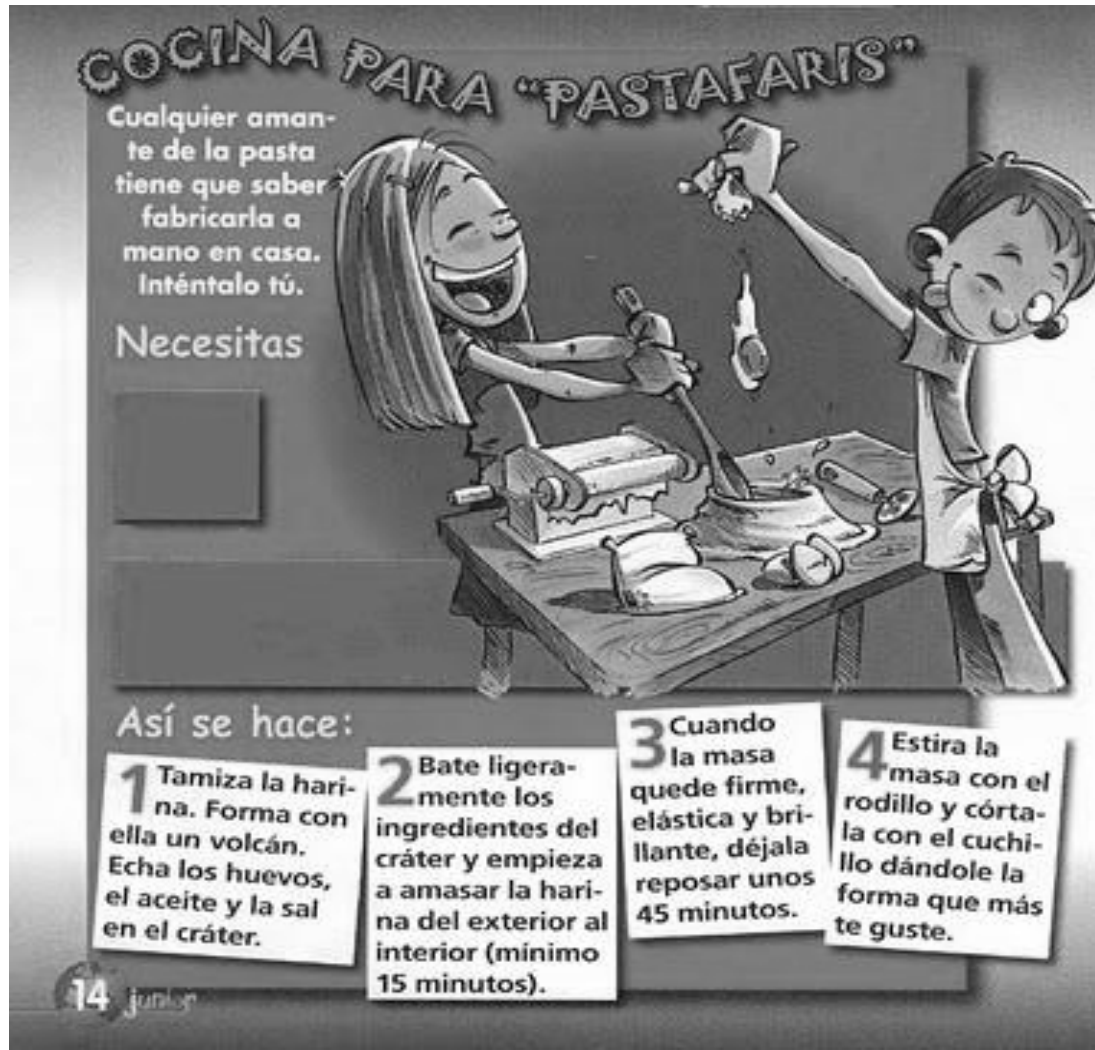 COCINA PARA “PASTAFARIS”
Cualquier aman-
te de la pasta
tiene que saber
fabricarla a
mano en casa.
Inténtalo tú.
Necesitas
Así se hace:
1 Tamiza la hari-
na. Forma con
ella un volcán.
Echa los huevos,
el aceite y la sal
en el cráter.
2 Bate ligera-
mente los
ingredientes del
cráter y empieza
a amasar la hari-
na del exterior al
interior (mínimo
15 minutos).
3 Cuando
la masa
quede firme,
elástica y bri-
llante, déjala
reposar unos
45 minutos.
4 Estira la
masa con el
rodillo y córta-
la con el cuchi-
llo dándole la
forma que más
te guste.
14 junior